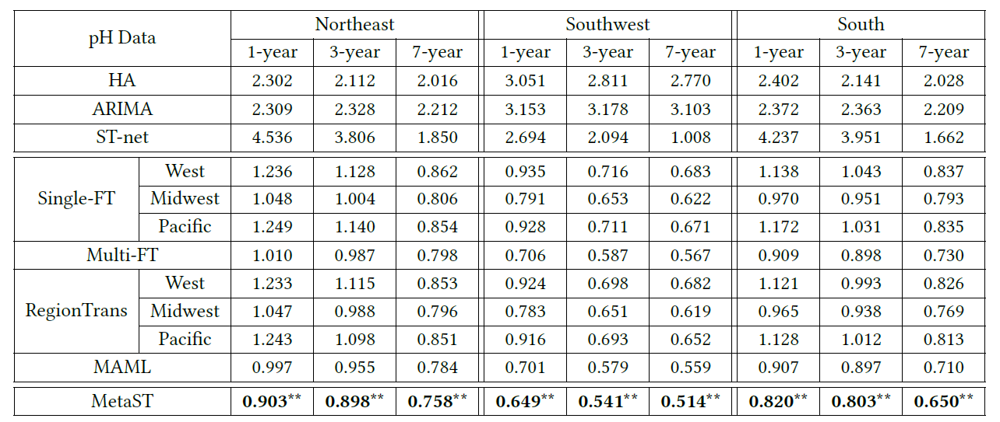 pH Data Northeast Southwest South
1-year 3-year 7-year 1-year 3-year 7-year 1-year 3-year 7-year
HA 2.302 2.112 2.016 3.051 2.811 2.770 2.402 2.141 2.028
ARIMA 2.309 2.328 2.212 3.153 3.178 3.103 2.372 2.363 2.209
ST-net 4.536 3.806 1.850 2.694 2.094 1.008 4.237 3.951 1.662
Single-FT West 1.236 1.128 0.862 0.935 0.716 0.683 1.138 1.043 0.837
Midwest 1.048 1.004 0.806 0.791 0.653 0.622 0.970 0.951 0.793
Pacific 1.249 1.140 0.854 0.928 0.711 0.671 1.172 1.031 0.835
Multi-FT 1.010 0.987 0.798 0.706 0.587 0.567 0.909 0.898 0.730
RegionTrans West 1.233 1.115 0.853 0.924 0.698 0.682 1.121 0.993 0.826
Midwest 1.047 0.988 0.796 0.783 0.651 0.619 0.965 0.938 0.769
Pacific 1.243 1.098 0.851 0.916 0.693 0.652 1.128 1.012 0.813
MAML 0.997 0.955 0.784 0.701 0.579 0.559 0.907 0.897 0.710
MetaST 0.903** 0.898** 0.758** 0.649** 0.541** 0.514** 0.820** 0.803** 0.650**